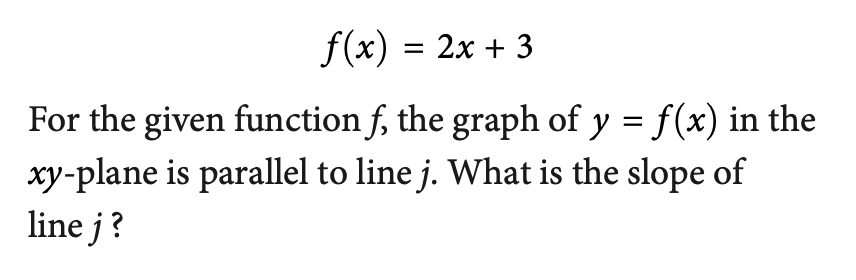 f(x) = 2x + 3
For the given function f, the graph of y = f(x) in the
xy-plane is parallel to line j. What is the slope of
line j ?